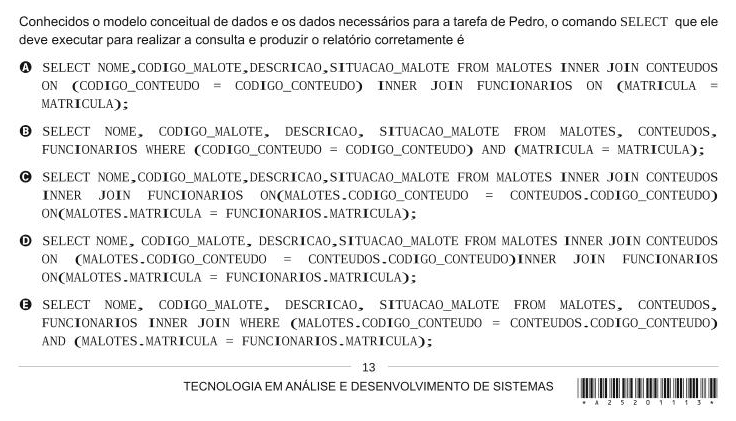 Conhecidos o modelo conceitual de dados e os dados necessários para a tarefa de Pedro, o comando SELECT que ele
deve executar para realizar a consulta e produzir o relatório corretamente é
A SELECT NOME,CODIGO_MALOTE,DESCRICAO,SITUACAO_MALOTE FROM MALOTES INNER JOIN CONTEUDOS
ON (CODIGO_CONTEUDO = CODIGO_CONTEUDO) INNER JOIN FUNCIONARIOS ON (MATRICULA =
MATRICULA);
B SELECT NOME, CODIGO_MALOTE, DESCRICAO, SITUACAO_MALOTE FROM MALOTES, CONTEUDOS,
FUNCIONARIOS WHERE (CODIGO_CONTEUDO = CODIGO_CONTEUDO) AND (MATRICULA = MATRICULA);
C SELECT NOME,CODIGO_MALOTE,DESCRICAO,SITUACAO_MALOTE FROM MALOTES INNER JOIN CONTEUDOS
INNER JOIN FUNCIONARIOS ON(MALOTES.CODIGO_CONTEUDO = CONTEUDOS.CODIGO_CONTEUDO)
ON(MALOTES.MATRICULA = FUNCIONARIOS.MATRICULA);
D SELECT NOME, CODIGO_MALOTE, DESCRICAO,SITUACAO_MALOTE FROM MALOTES INNER JOIN CONTEUDOS
ON (MALOTES.CODIGO_CONTEUDO = CONTEUDOS.CODIGO_CONTEUDO)INNER JOIN FUNCIONARIOS
ON(MALOTES.MATRICULA = FUNCIONARIOS.MATRICULA);
E SELECT NOME, CODIGO_MALOTE, DESCRICAO, SITUACAO_MALOTE FROM MALOTES, CONTEUDOS,
FUNCIONARIOS INNER JOIN WHERE (MALOTES.CODIGO_CONTEUDO = CONTEUDOS.CODIGO_CONTEUDO)
AND (MALOTES.MATRICULA = FUNCIONARIOS.MATRICULA);
13
TECNOLOGIA EM ANÁLISE E DESENVOLVIMENTO DE SISTEMAS
* A 2 5 2 0 1 1 1 3 *